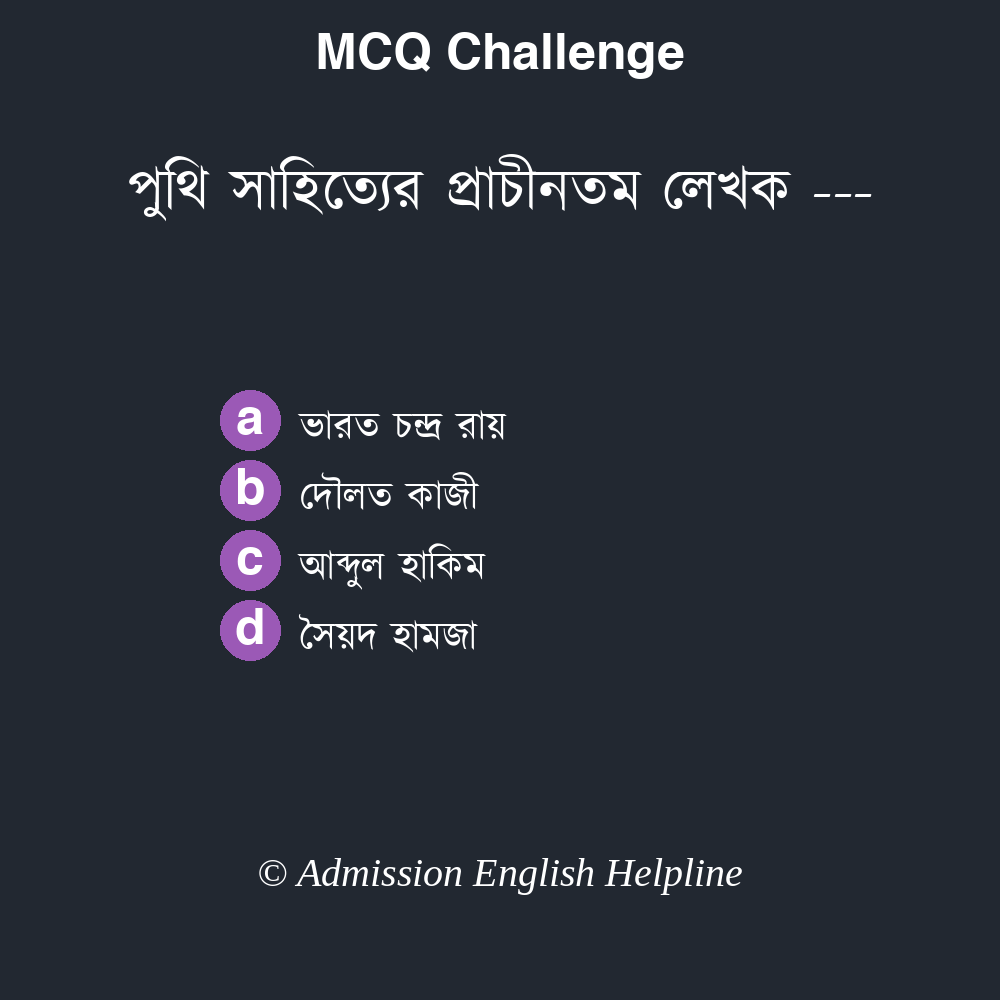 MCQ Challenge
পুথি সাহিত্যের প্রাচীনতম লেখক ---
a ভারত চন্দ্র রায়
b দৌলত কাজী
c আব্দুল হাকিম
d সৈয়দ হামজা
© Admission English Helpline